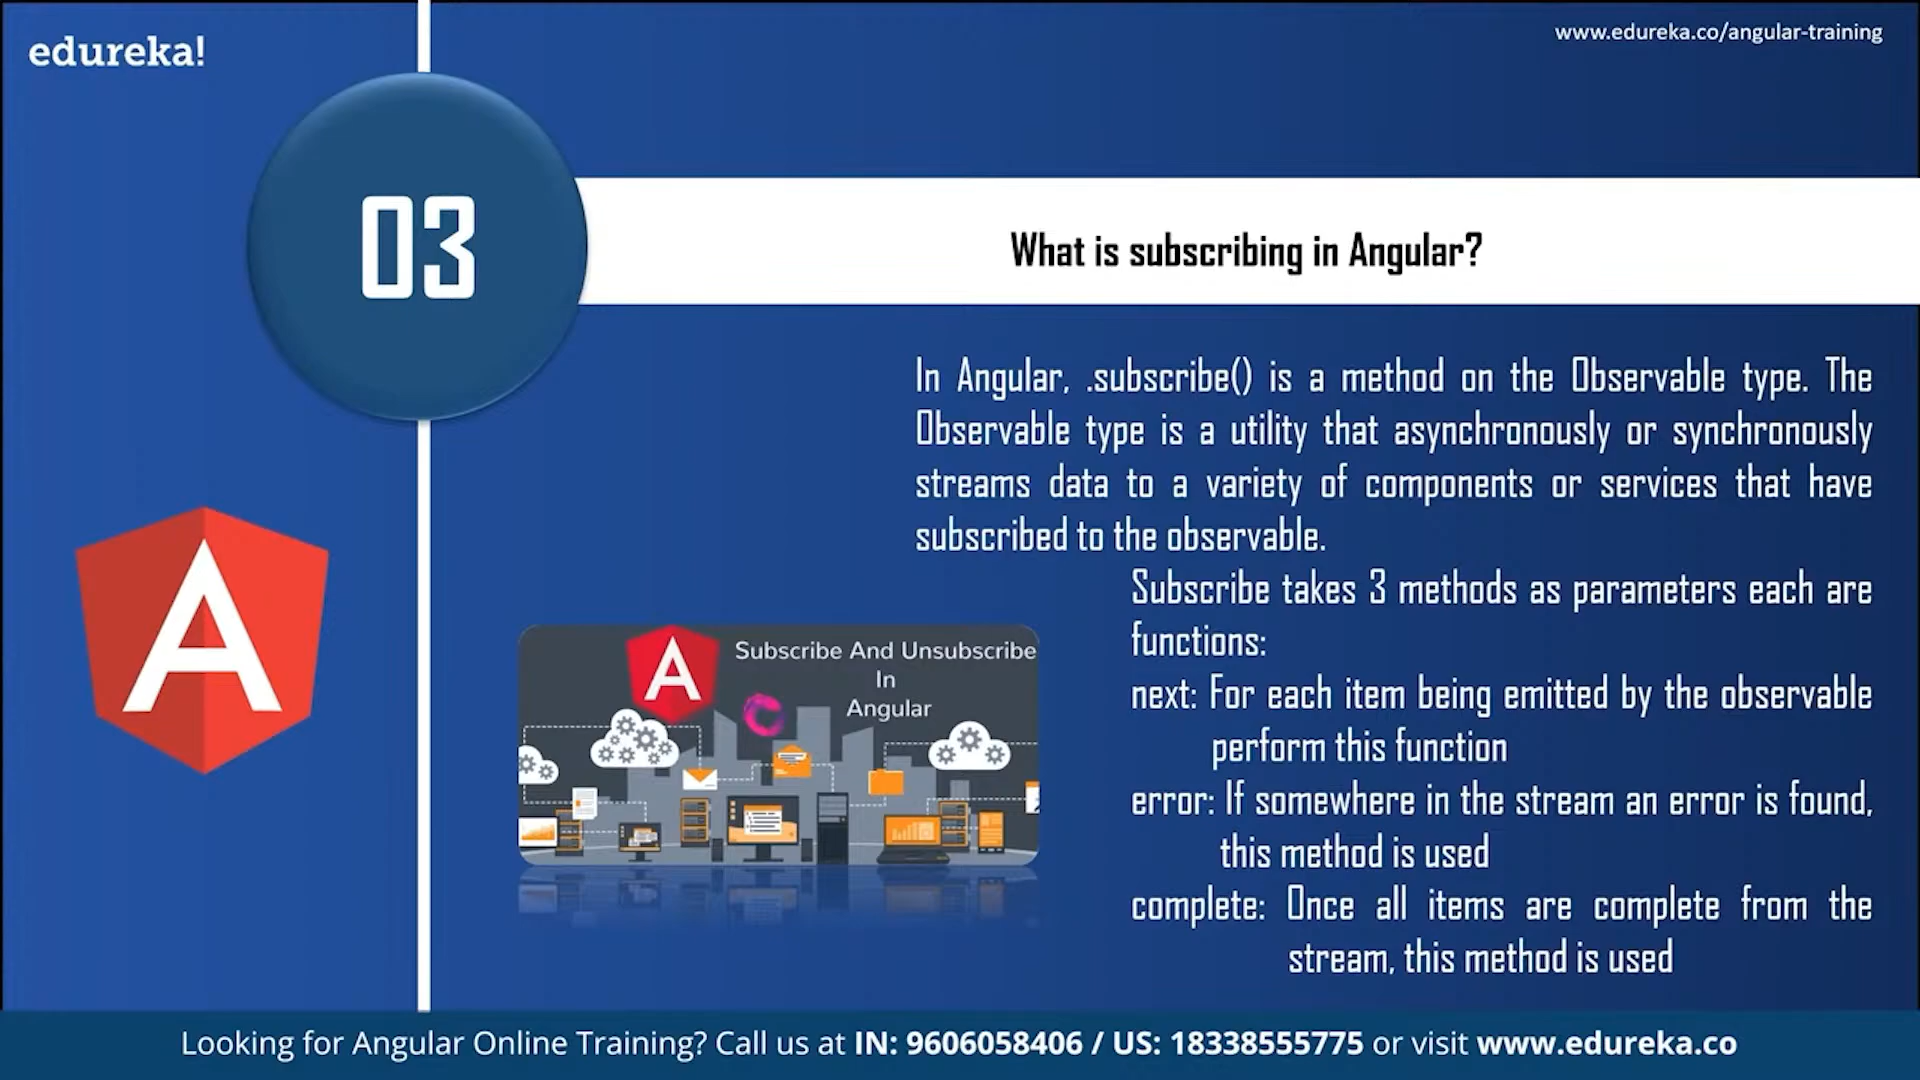 edureka!
www.edureka.co/angular-training
03
What is subscribing in Angular?
In Angular, .subscribe() is a method on the Observable type. The
Observable type is a utility that asynchronously or synchronously
streams data to a variety of components or services that have
subscribed to the observable.
Subscribe takes 3 methods as parameters each are
functions:
next: For each item being emitted by the observable
perform this function
error: If somewhere in the stream an error is found,
this method is used
complete: Once all items are complete from the
stream, this method is used
A
A
Subscribe And Unsubscribe
In
Angular
Looking for Angular Online Training? Call us at IN: 9606058406 / US: 18338555775 or visit www.edureka.co